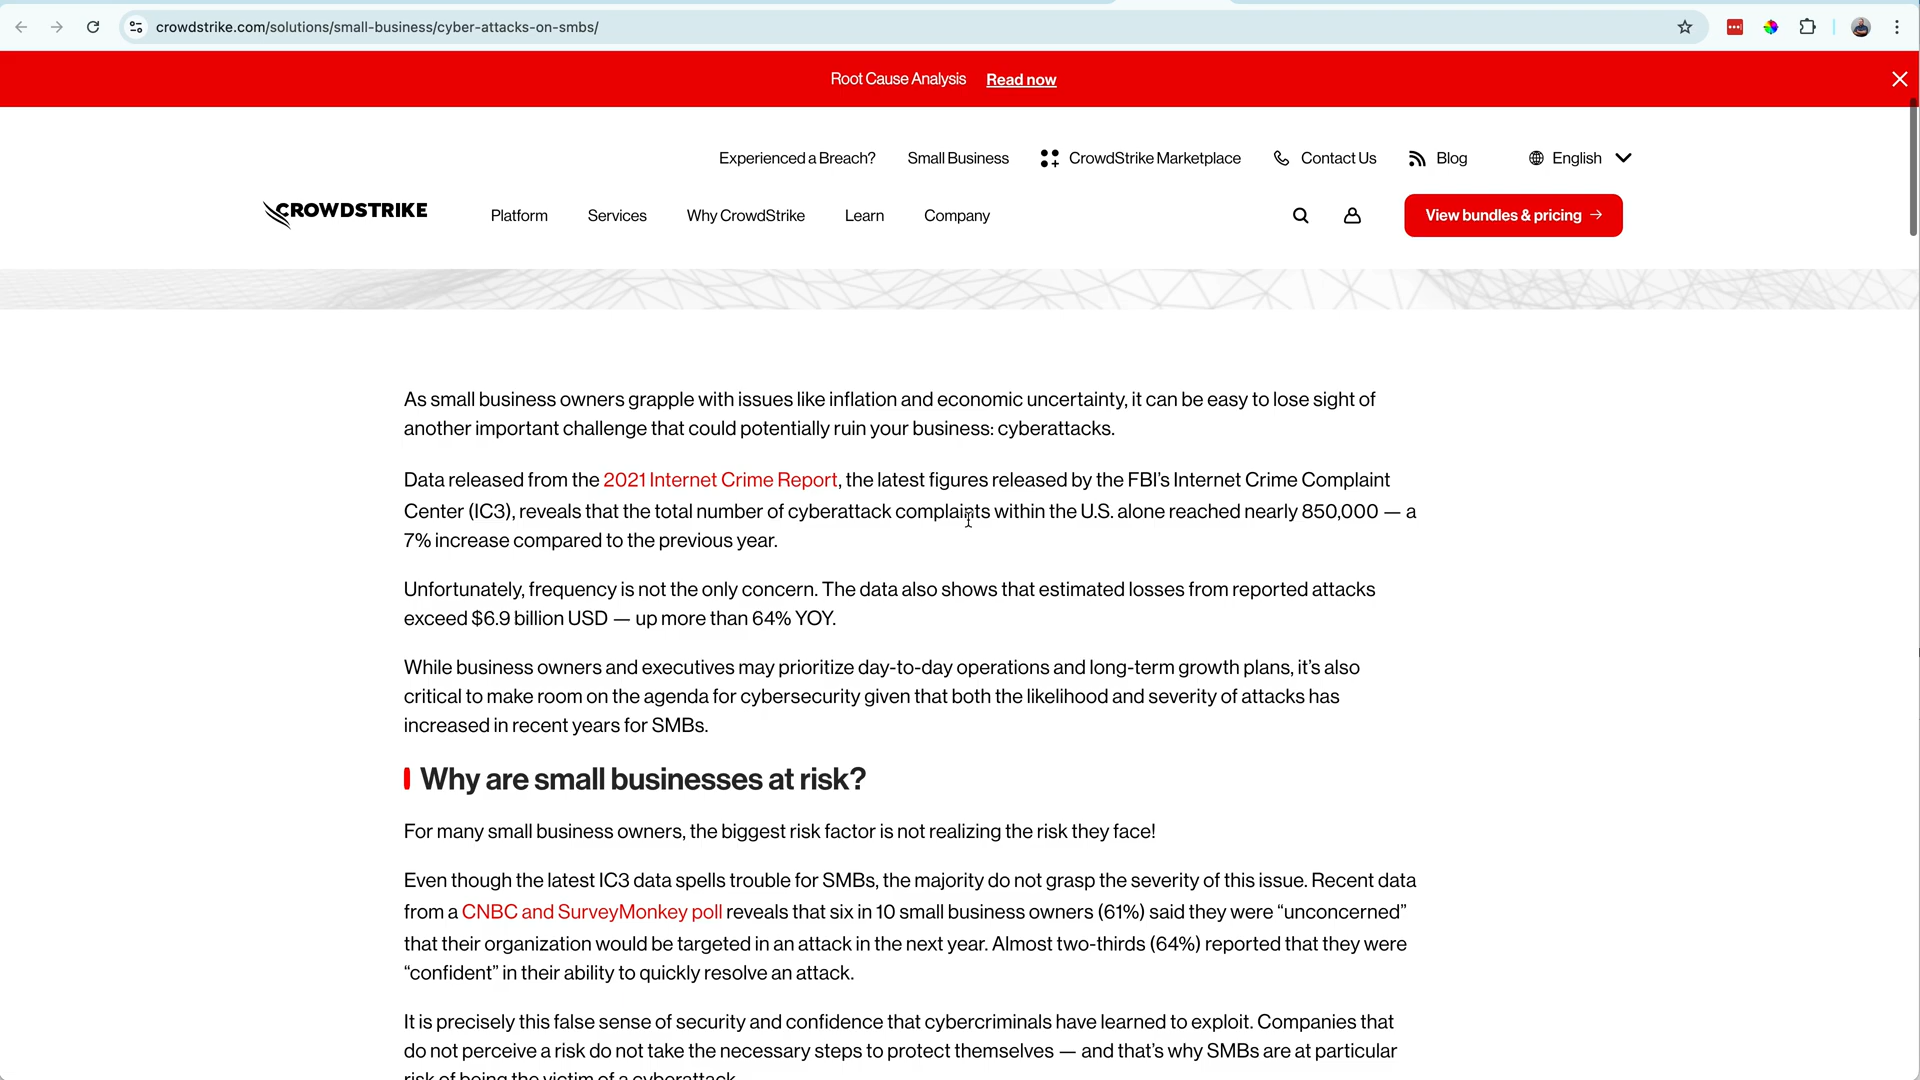 crowdstrike.com/solutions/small-business/cyber-attacks-on-smbs/
Root Cause Analysis Read now
Experienced a Breach? Small Business CrowdStrike Marketplace Contact Us Blog English
CROWDSTRIKE Platform Services Why CrowdStrike Learn Company View bundles & pricing →
As small business owners grapple with issues like inflation and economic uncertainty, it can be easy to lose sight of
another important challenge that could potentially ruin your business: cyberattacks.
Data released from the 2021 Internet Crime Report, the latest figures released by the FBI's Internet Crime Complaint
Center (IC3), reveals that the total number of cyberattack complaints within the U.S. alone reached nearly 850,000 — a
7% increase compared to the previous year.
Unfortunately, frequency is not the only concern. The data also shows that estimated losses from reported attacks
exceed $6.9 billion USD — up more than 64% YOY.
While business owners and executives may prioritize day-to-day operations and long-term growth plans, it's also
critical to make room on the agenda for cybersecurity given that both the likelihood and severity of attacks has
increased in recent years for SMBs.
Why are small businesses at risk?
For many small business owners, the biggest risk factor is not realizing the risk they face!
Even though the latest IC3 data spells trouble for SMBs, the majority do not grasp the severity of this issue. Recent data
from a CNBC and SurveyMonkey poll reveals that six in 10 small business owners (61%) said they were “unconcerned”
that their organization would be targeted in an attack in the next year. Almost two-thirds (64%) reported that they were
“confident” in their ability to quickly resolve an attack.
It is precisely this false sense of security and confidence that cybercriminals have learned to exploit. Companies that
do not perceive a risk do not take the necessary steps to protect themselves — and that's why SMBs are at particular
risk of being the victim of a cyberattack.